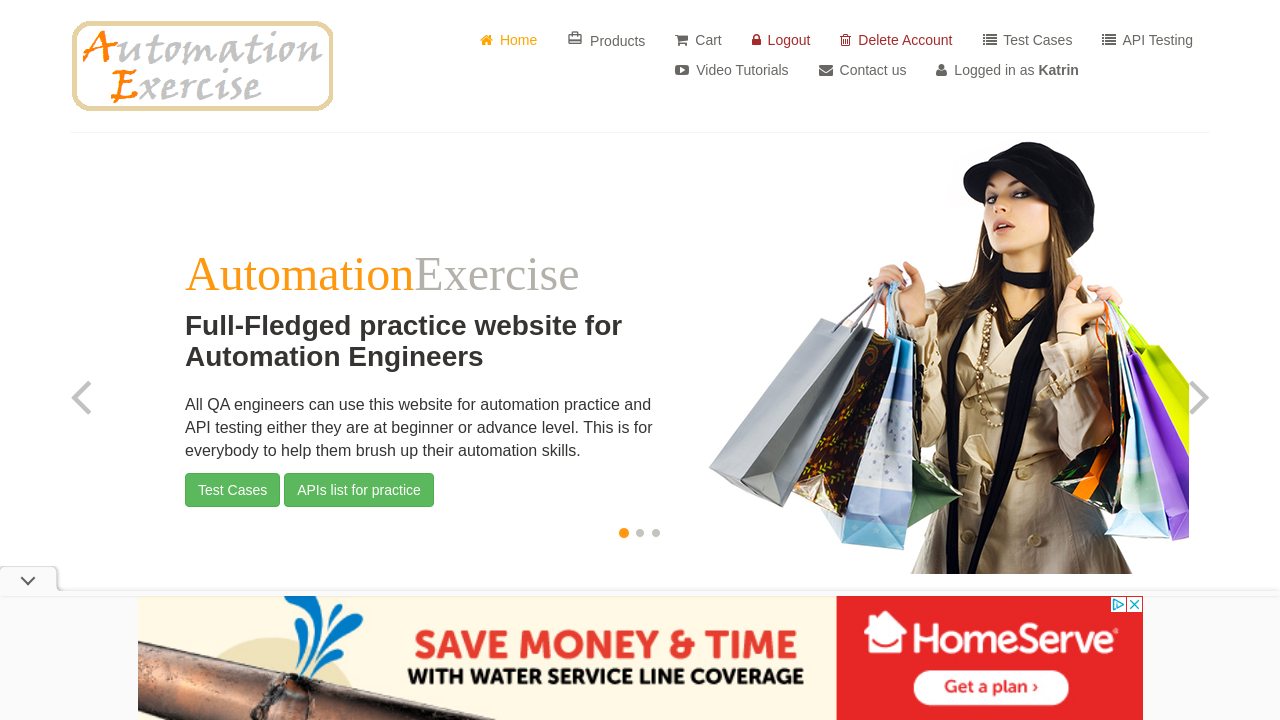 Automation
Exercise
Home Products Cart Logout Delete Account Test Cases API Testing
Video Tutorials Contact us Logged in as Katrin
AutomationExercise
Full-Fledged practice website for
Automation Engineers
All QA engineers can use this website for automation practice and
API testing either they are at beginner or advance level. This is for
everybody to help them brush up their automation skills.
Test Cases APIs list for practice
SAVE MONEY & TIME
WITH WATER SERVICE LINE COVERAGE
HomeServe
Get a plan ›